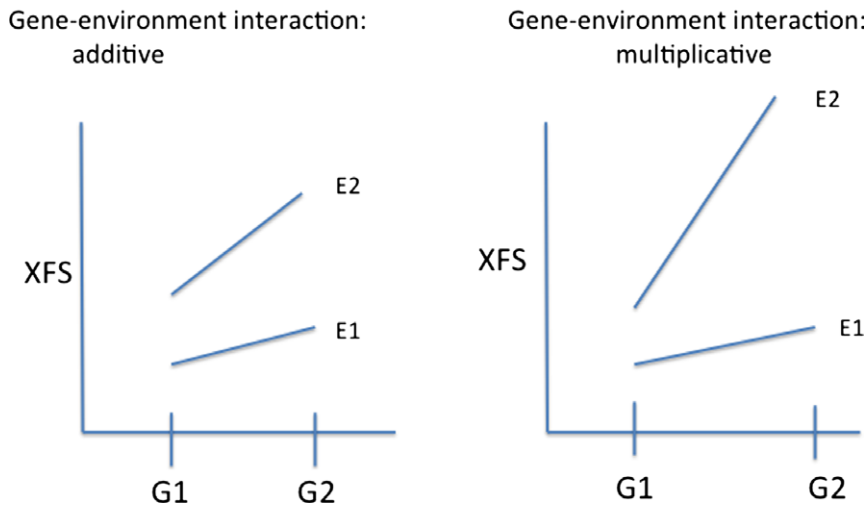 Gene-environment interaction:
additive
E2
XFS
E1
G1 G2
Gene-environment interaction:
multiplicative
E2
XFS
E1
G1 G2